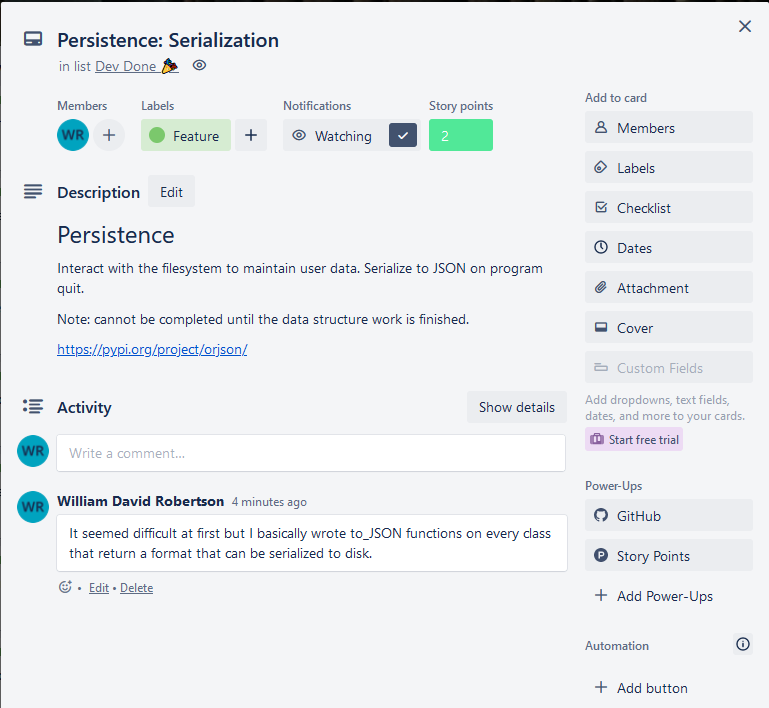 Persistence: Serialization
in list Dev Done
Members
Labels
Notifications
Story points
WR
Feature
Watching
2
Description
Edit
Persistence
Interact with the filesystem to maintain user data. Serialize to JSON on program
quit.
Note: cannot be completed until the data structure work is finished.
https://pypi.org/project/orjson/
Activity
Show details
WR
Write a comment...
WR
William David Robertson 4 minutes ago
It seemed difficult at first but I basically wrote to_JSON functions on every class
that return a format that can be serialized to disk.
• Edit • Delete
Add to card
Members
Labels
Checklist
Dates
Attachment
Cover
Custom Fields
Add dropdowns, text fields,
dates, and more to your cards.
Start free trial
Power-Ups
GitHub
P Story Points
+ Add Power-Ups
Automation
+ Add button